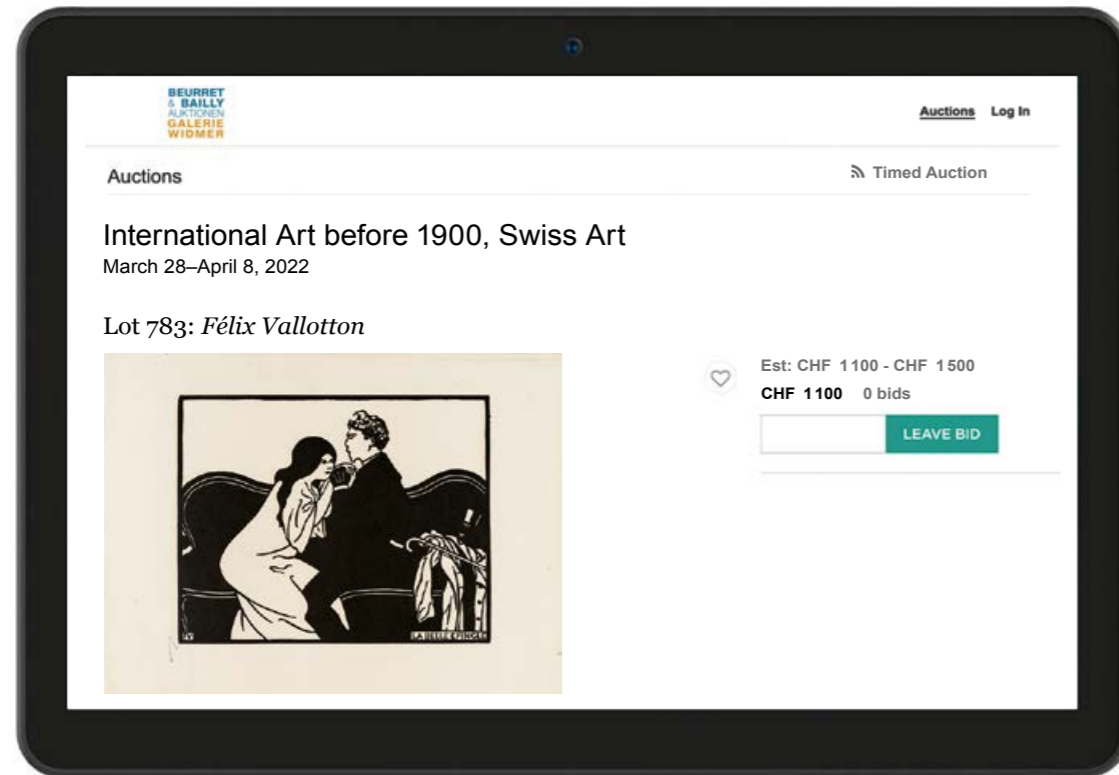 BEURRET
& BAILLY
AUKTIONEN
GALERIE
WIDMER
Auctions Log In
Auctions
Timed Auction
International Art before 1900, Swiss Art
March 28–April 8, 2022
Lot 783: Félix Vallotton
Est: CHF 1100 - CHF 1500
CHF 1100 0 bids
LEAVE BID
FV
LA BELLE EPINGLE